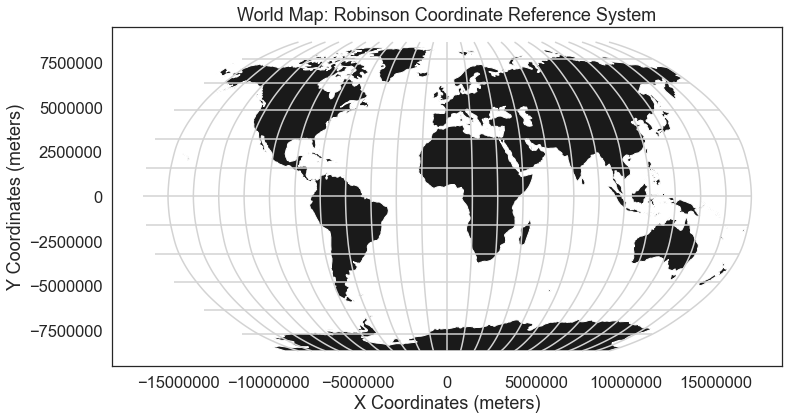 World Map: Robinson Coordinate Reference System
7500000
5000000
2500000
0
−2500000
−5000000
−7500000
Y Coordinates (meters)
−15000000 −10000000 −5000000 0 5000000 10000000 15000000
X Coordinates (meters)